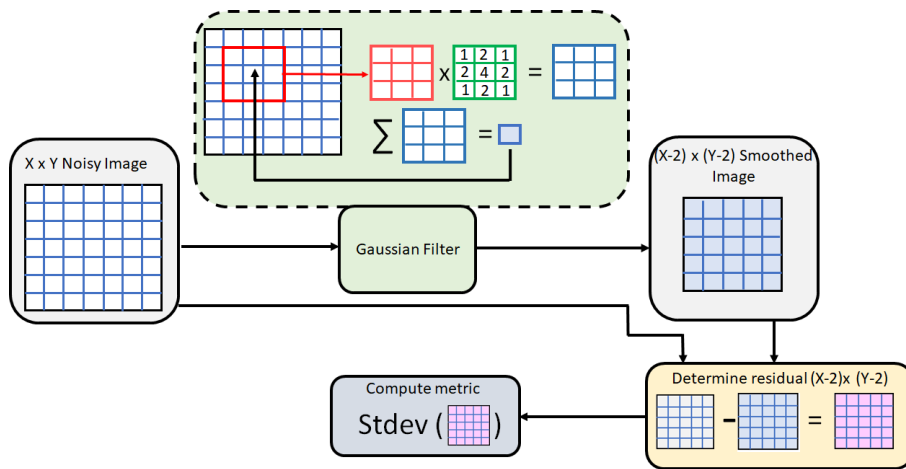 1 2 1
x 2 4 2 =
1 2 1
∑ =
X x Y Noisy Image
(X-2) x (Y-2) Smoothed
Image
Gaussian Filter
Determine residual (X-2)x (Y-2)
- =
Compute metric
Stdev ( )